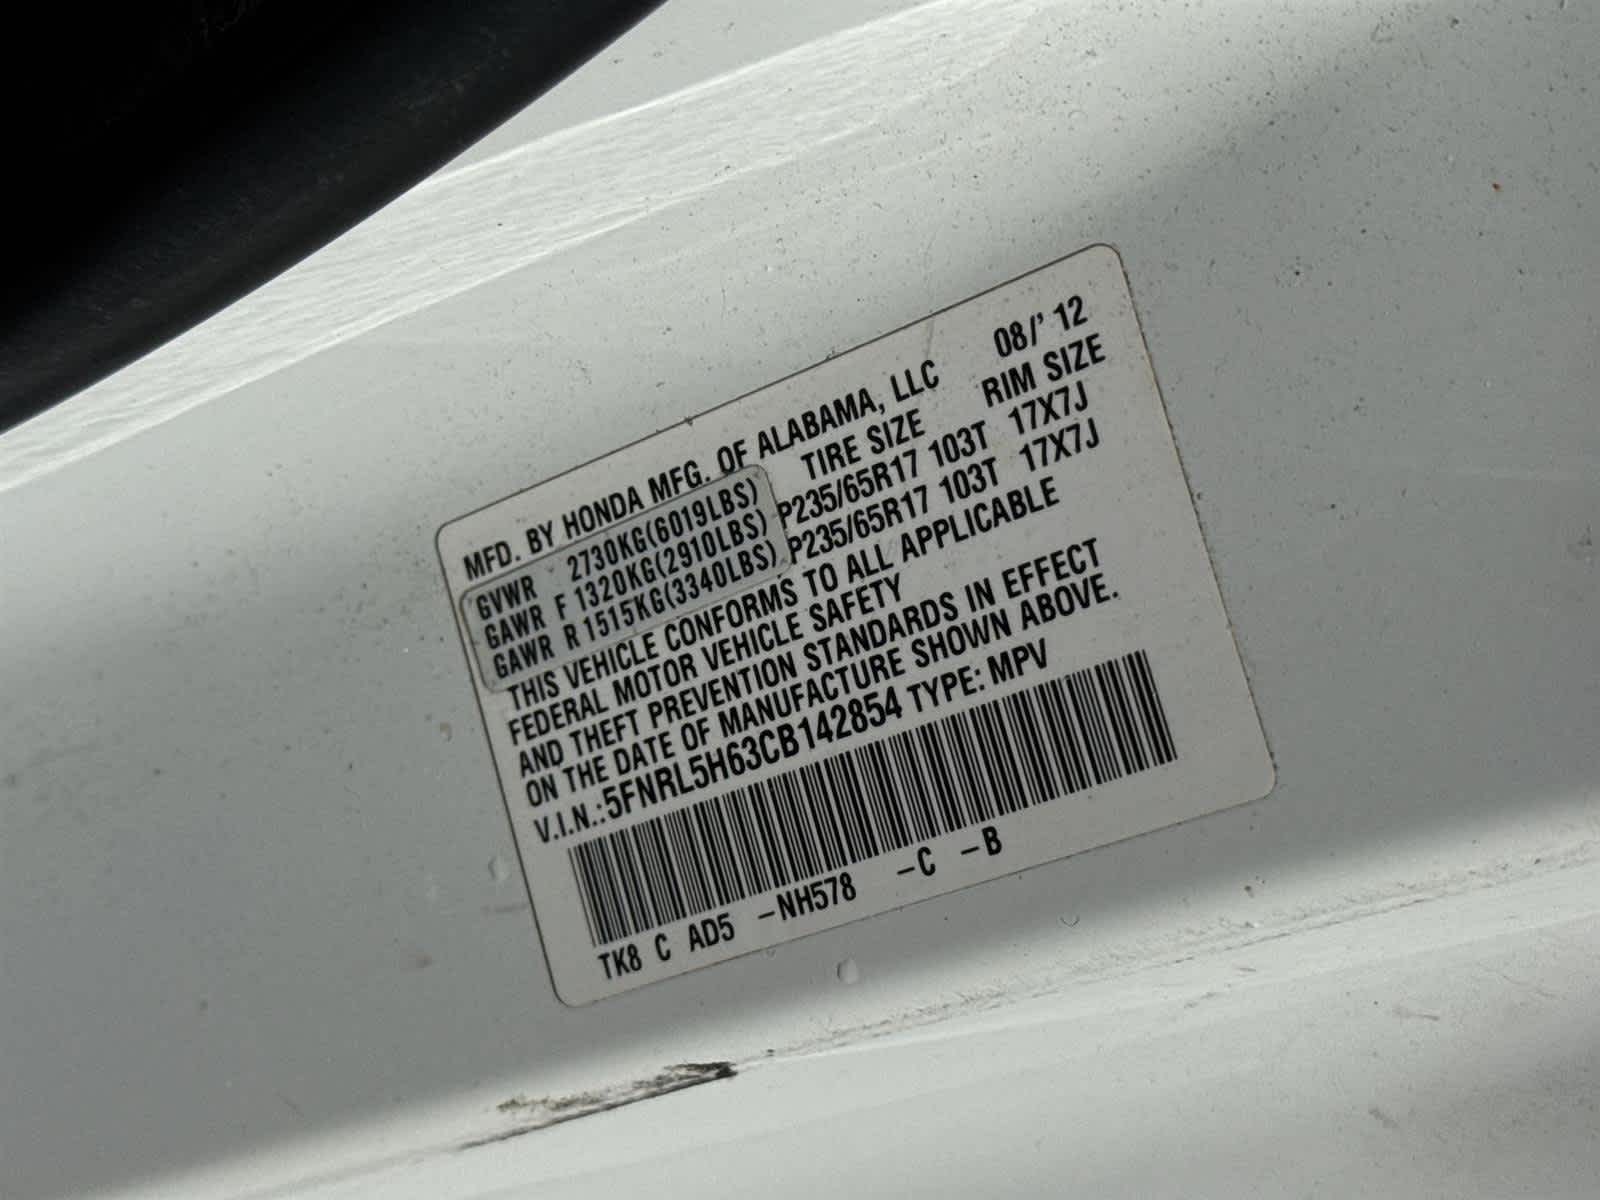 MFD. BY HONDA MFG. OF ALABAMA, LLC 08/' 12
TIRE SIZE RIM SIZE
GVWR 2730KG(6019LBS) P235/65R17 103T 17X7J
GAWR F 1320KG(2910LBS) P235/65R17 103T 17X7J
GAWR R 1515KG(3340LBS)
THIS VEHICLE CONFORMS TO ALL APPLICABLE
FEDERAL MOTOR VEHICLE SAFETY
AND THEFT PREVENTION STANDARDS IN EFFECT
ON THE DATE OF MANUFACTURE SHOWN ABOVE.
V.I.N.:5FNRL5H63CB142854 TYPE: MPV
TK8 C AD5 -NH578 -C -B